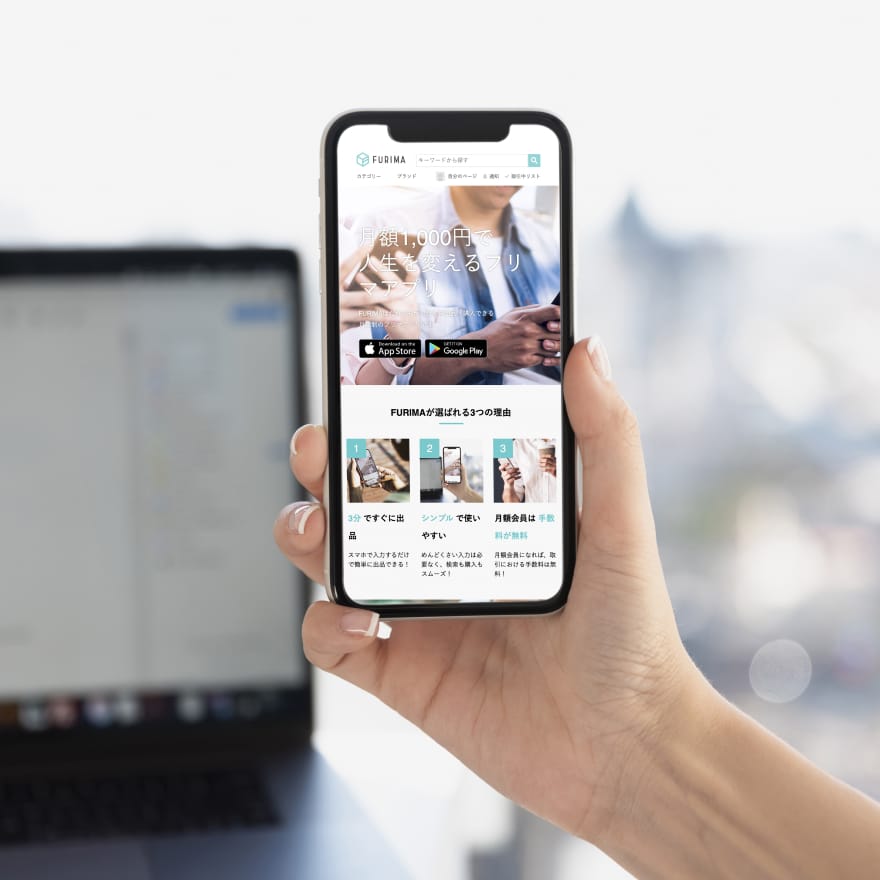 FURIMA
キーワードから探す
カテゴリー ブランド 自分のページ 通知 取引中リスト
月額1,000円で
人生を変えるフリ
マアプリ
Download on the
App Store
GET IT ON
Google Play
FURIMAが選ばれる3つの理由
1 2 3
3分 ですぐに出
品
スマホで入力するだけ
で簡単に出品できる！
シンプル で使い
やすい
めんどくさい入力は必
要なく、検索も購入も
スムーズ！
月額会員は 手数
料が無料
月額会員になれば、取
引における手数料は無
料！